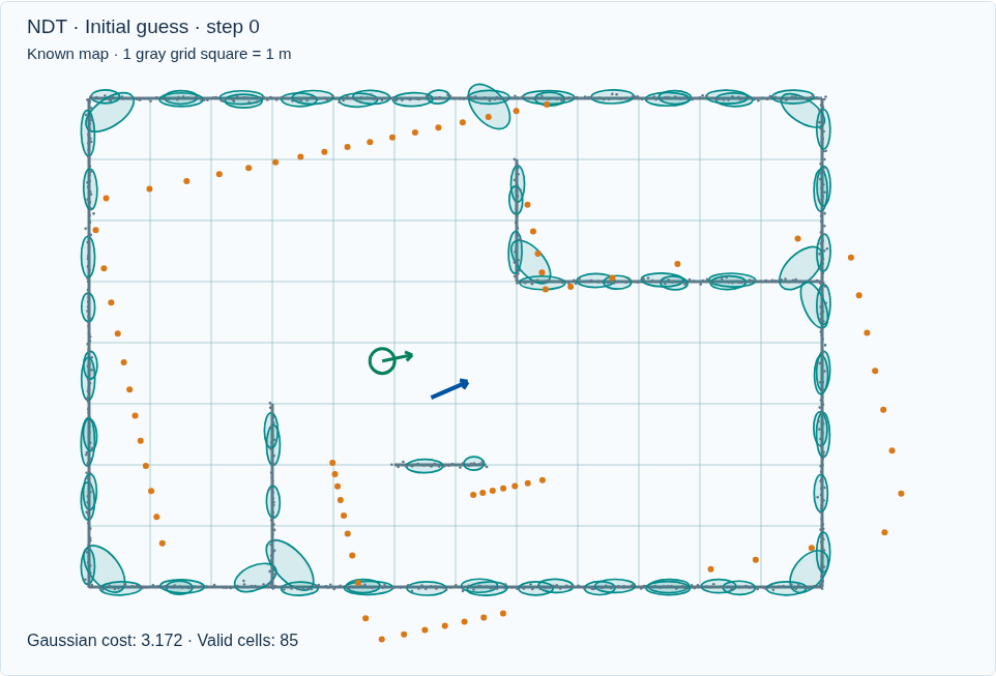 NDT · Initial guess · step 0
Known map · 1 gray grid square = 1 m
Gaussian cost: 3.172 · Valid cells: 85